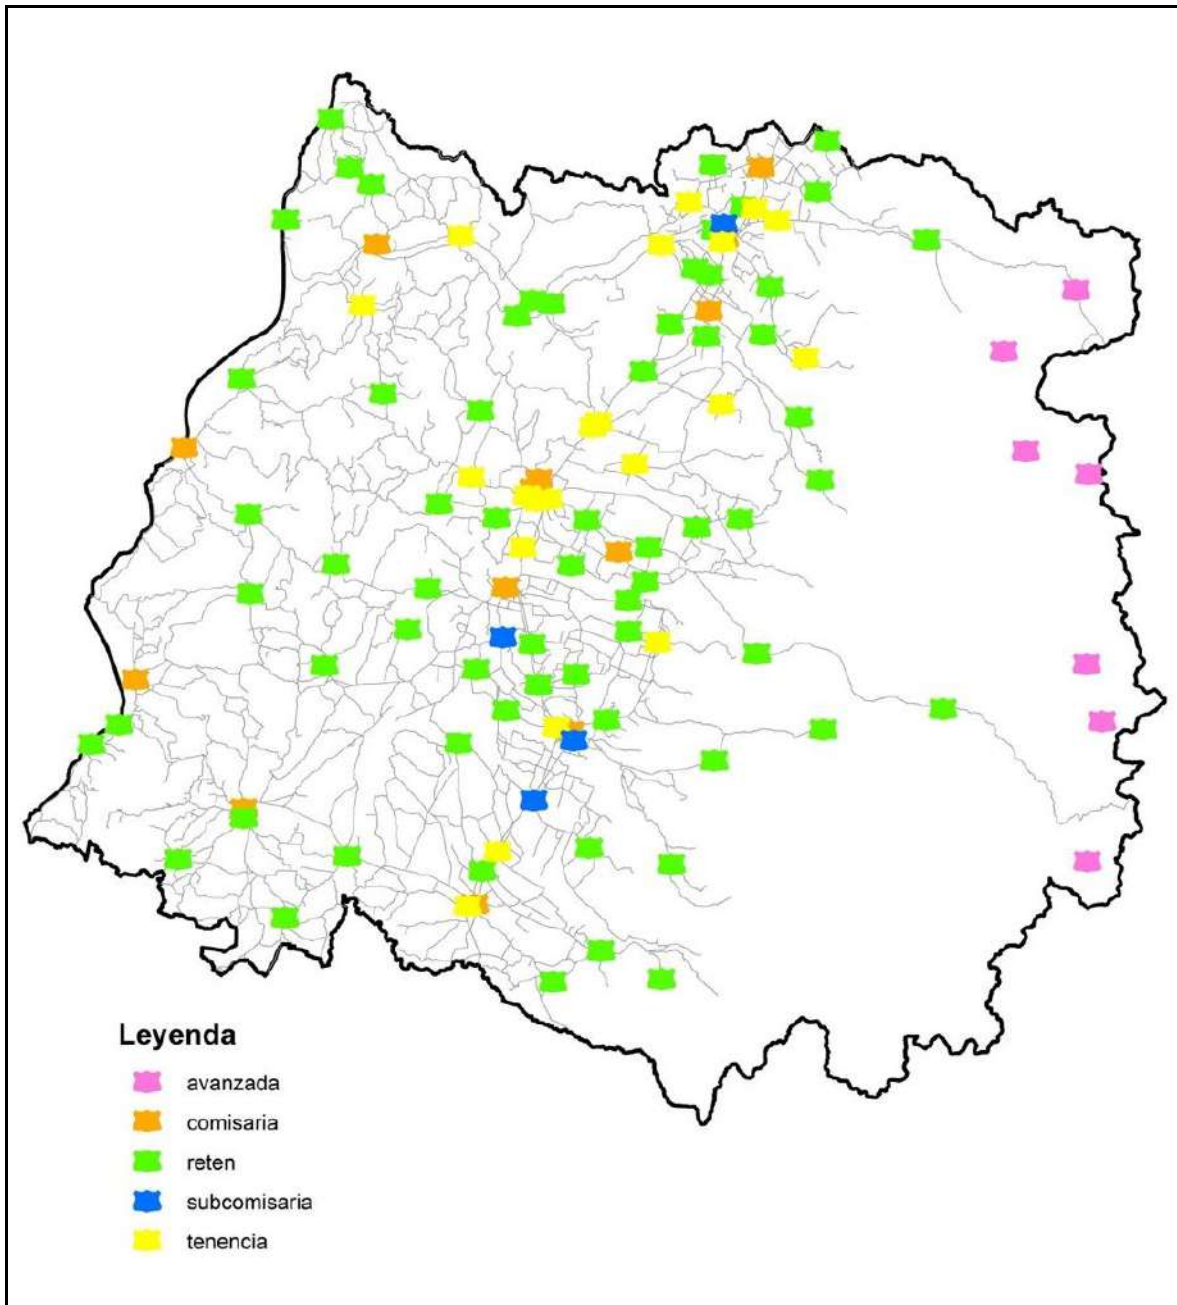 Leyenda
avanzada
comisaria
reten
subcomisaria
tenencia